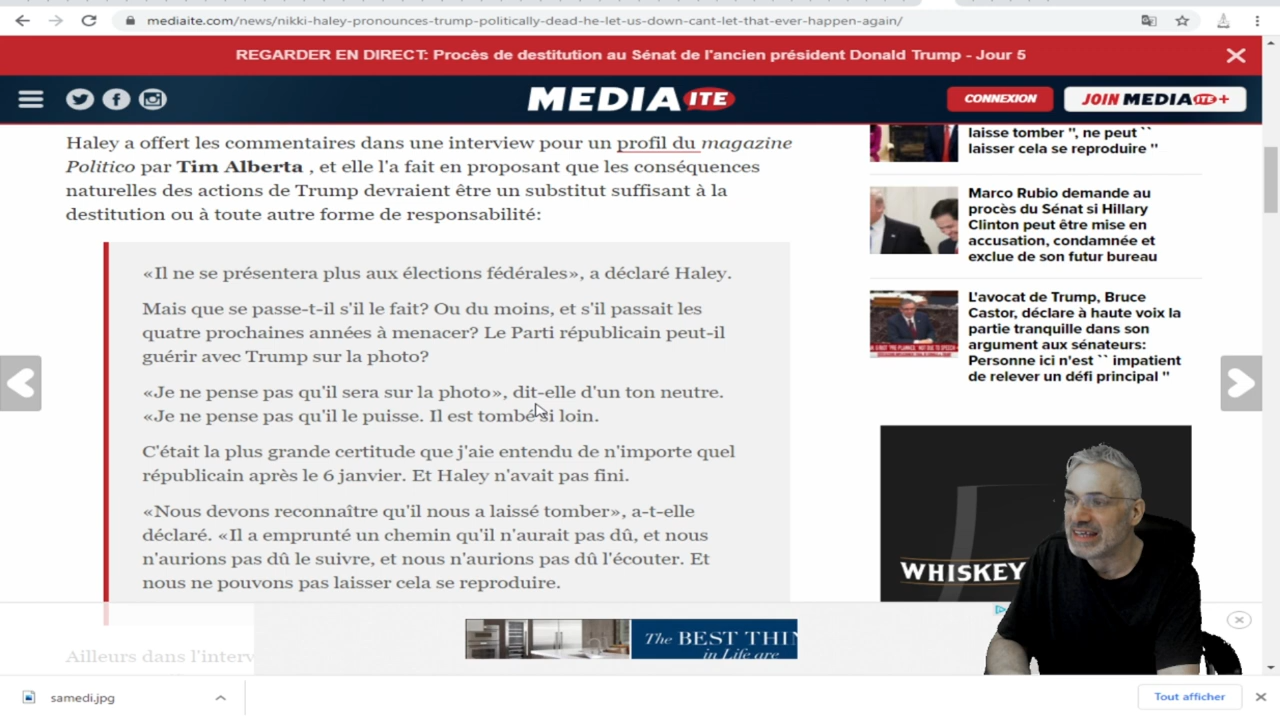 mediaite.com/news/nikki-haley-pronounces-trump-politically-dead-he-let-us-down-cant-let-that-ever-happen-again/
REGARDER EN DIRECT: Procès de destitution au Sénat de l'ancien président Donald Trump - Jour 5
MEDIAITE
CONNEXION
JOIN MEDIAITE+
Haley a offert les commentaires dans une interview pour un profil du magazine
Politico par Tim Alberta , et elle l'a fait en proposant que les conséquences
naturelles des actions de Trump devraient être un substitut suffisant à la
destitution ou à toute autre forme de responsabilité:
«Il ne se présentera plus aux élections fédérales», a déclaré Haley.
Mais que se passe-t-il s'il le fait? Ou du moins, et s'il passait les
quatre prochaines années à menacer? Le Parti républicain peut-il
guérir avec Trump sur la photo?
«Je ne pense pas qu'il sera sur la photo», dit-elle d'un ton neutre.
«Je ne pense pas qu'il le puisse. Il est tombé si loin.
C'était la plus grande certitude que j'aie entendu de n'importe quel
républicain après le 6 janvier. Et Haley n'avait pas fini.
«Nous devons reconnaître qu'il nous a laissé tomber», a-t-elle
déclaré. «Il a emprunté un chemin qu'il n'aurait pas dû, et nous
n'aurions pas dû le suivre, et nous n'aurions pas dû l'écouter. Et
nous ne pouvons pas laisser cela se reproduire.
Ailleurs dans l'interv
laisse tomber '', ne peut ``
laisser cela se reproduire ''
Marco Rubio demande au
procès du Sénat si Hillary
Clinton peut être mise en
accusation, condamnée et
exclue de son futur bureau
L'avocat de Trump, Bruce
Castor, déclare à haute voix la
partie tranquille dans son
argument aux sénateurs:
Personne ici n'est `` impatient
de relever un défi principal ''
WHISKEY
The BEST THIN
in Life are
samedi.jpg
Tout afficher